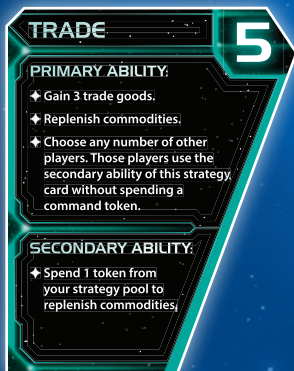 TRADE
5
PRIMARY ABILITY:
Gain 3 trade goods.
Replenish commodities.
Choose any number of other
players. Those players use the
secondary ability of this strategy
card without spending a
command token.
SECONDARY ABILITY:
Spend 1 token from
your strategy pool to
replenish commodities.